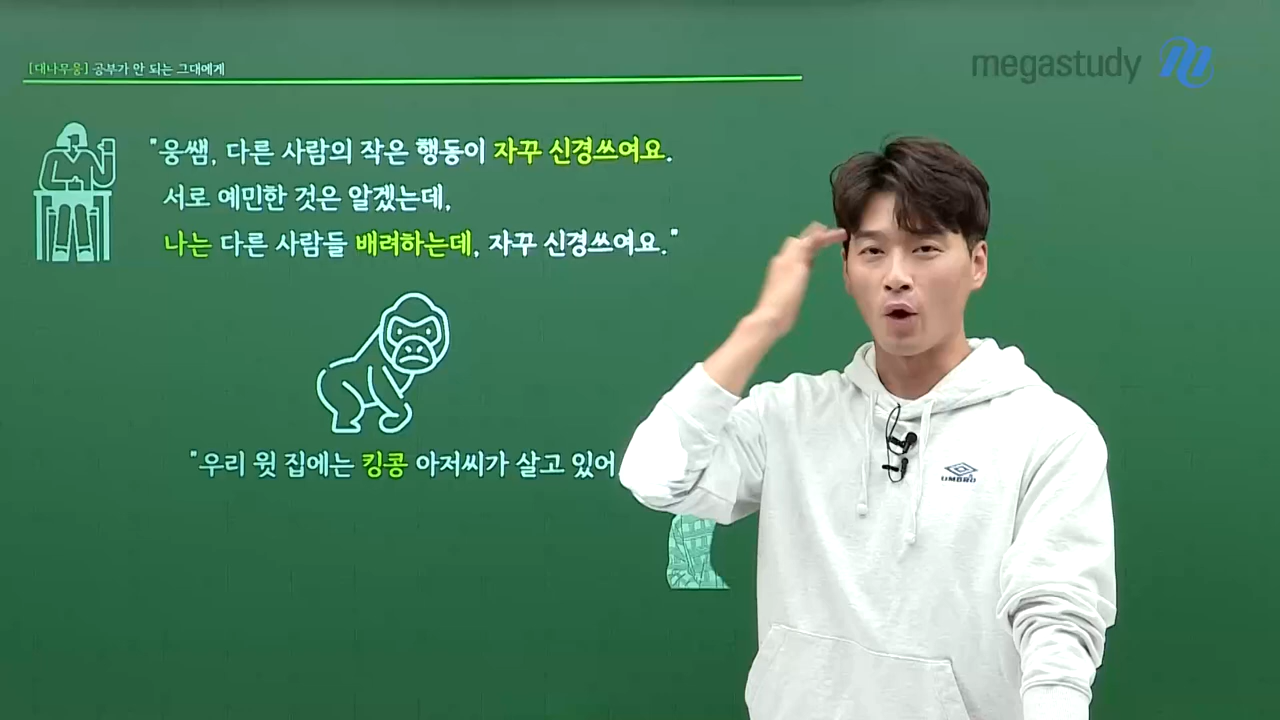 [대나무웅] 공부가 안 되는 그대에게
megastudy
"웅쌤, 다른 사람의 작은 행동이 자꾸 신경쓰여요.
서로 예민한 것은 알겠는데,
나는 다른 사람들 배려하는데, 자꾸 신경쓰여요."
"우리 윗 집에는 킹콩 아저씨가 살고 있어
UMBRO